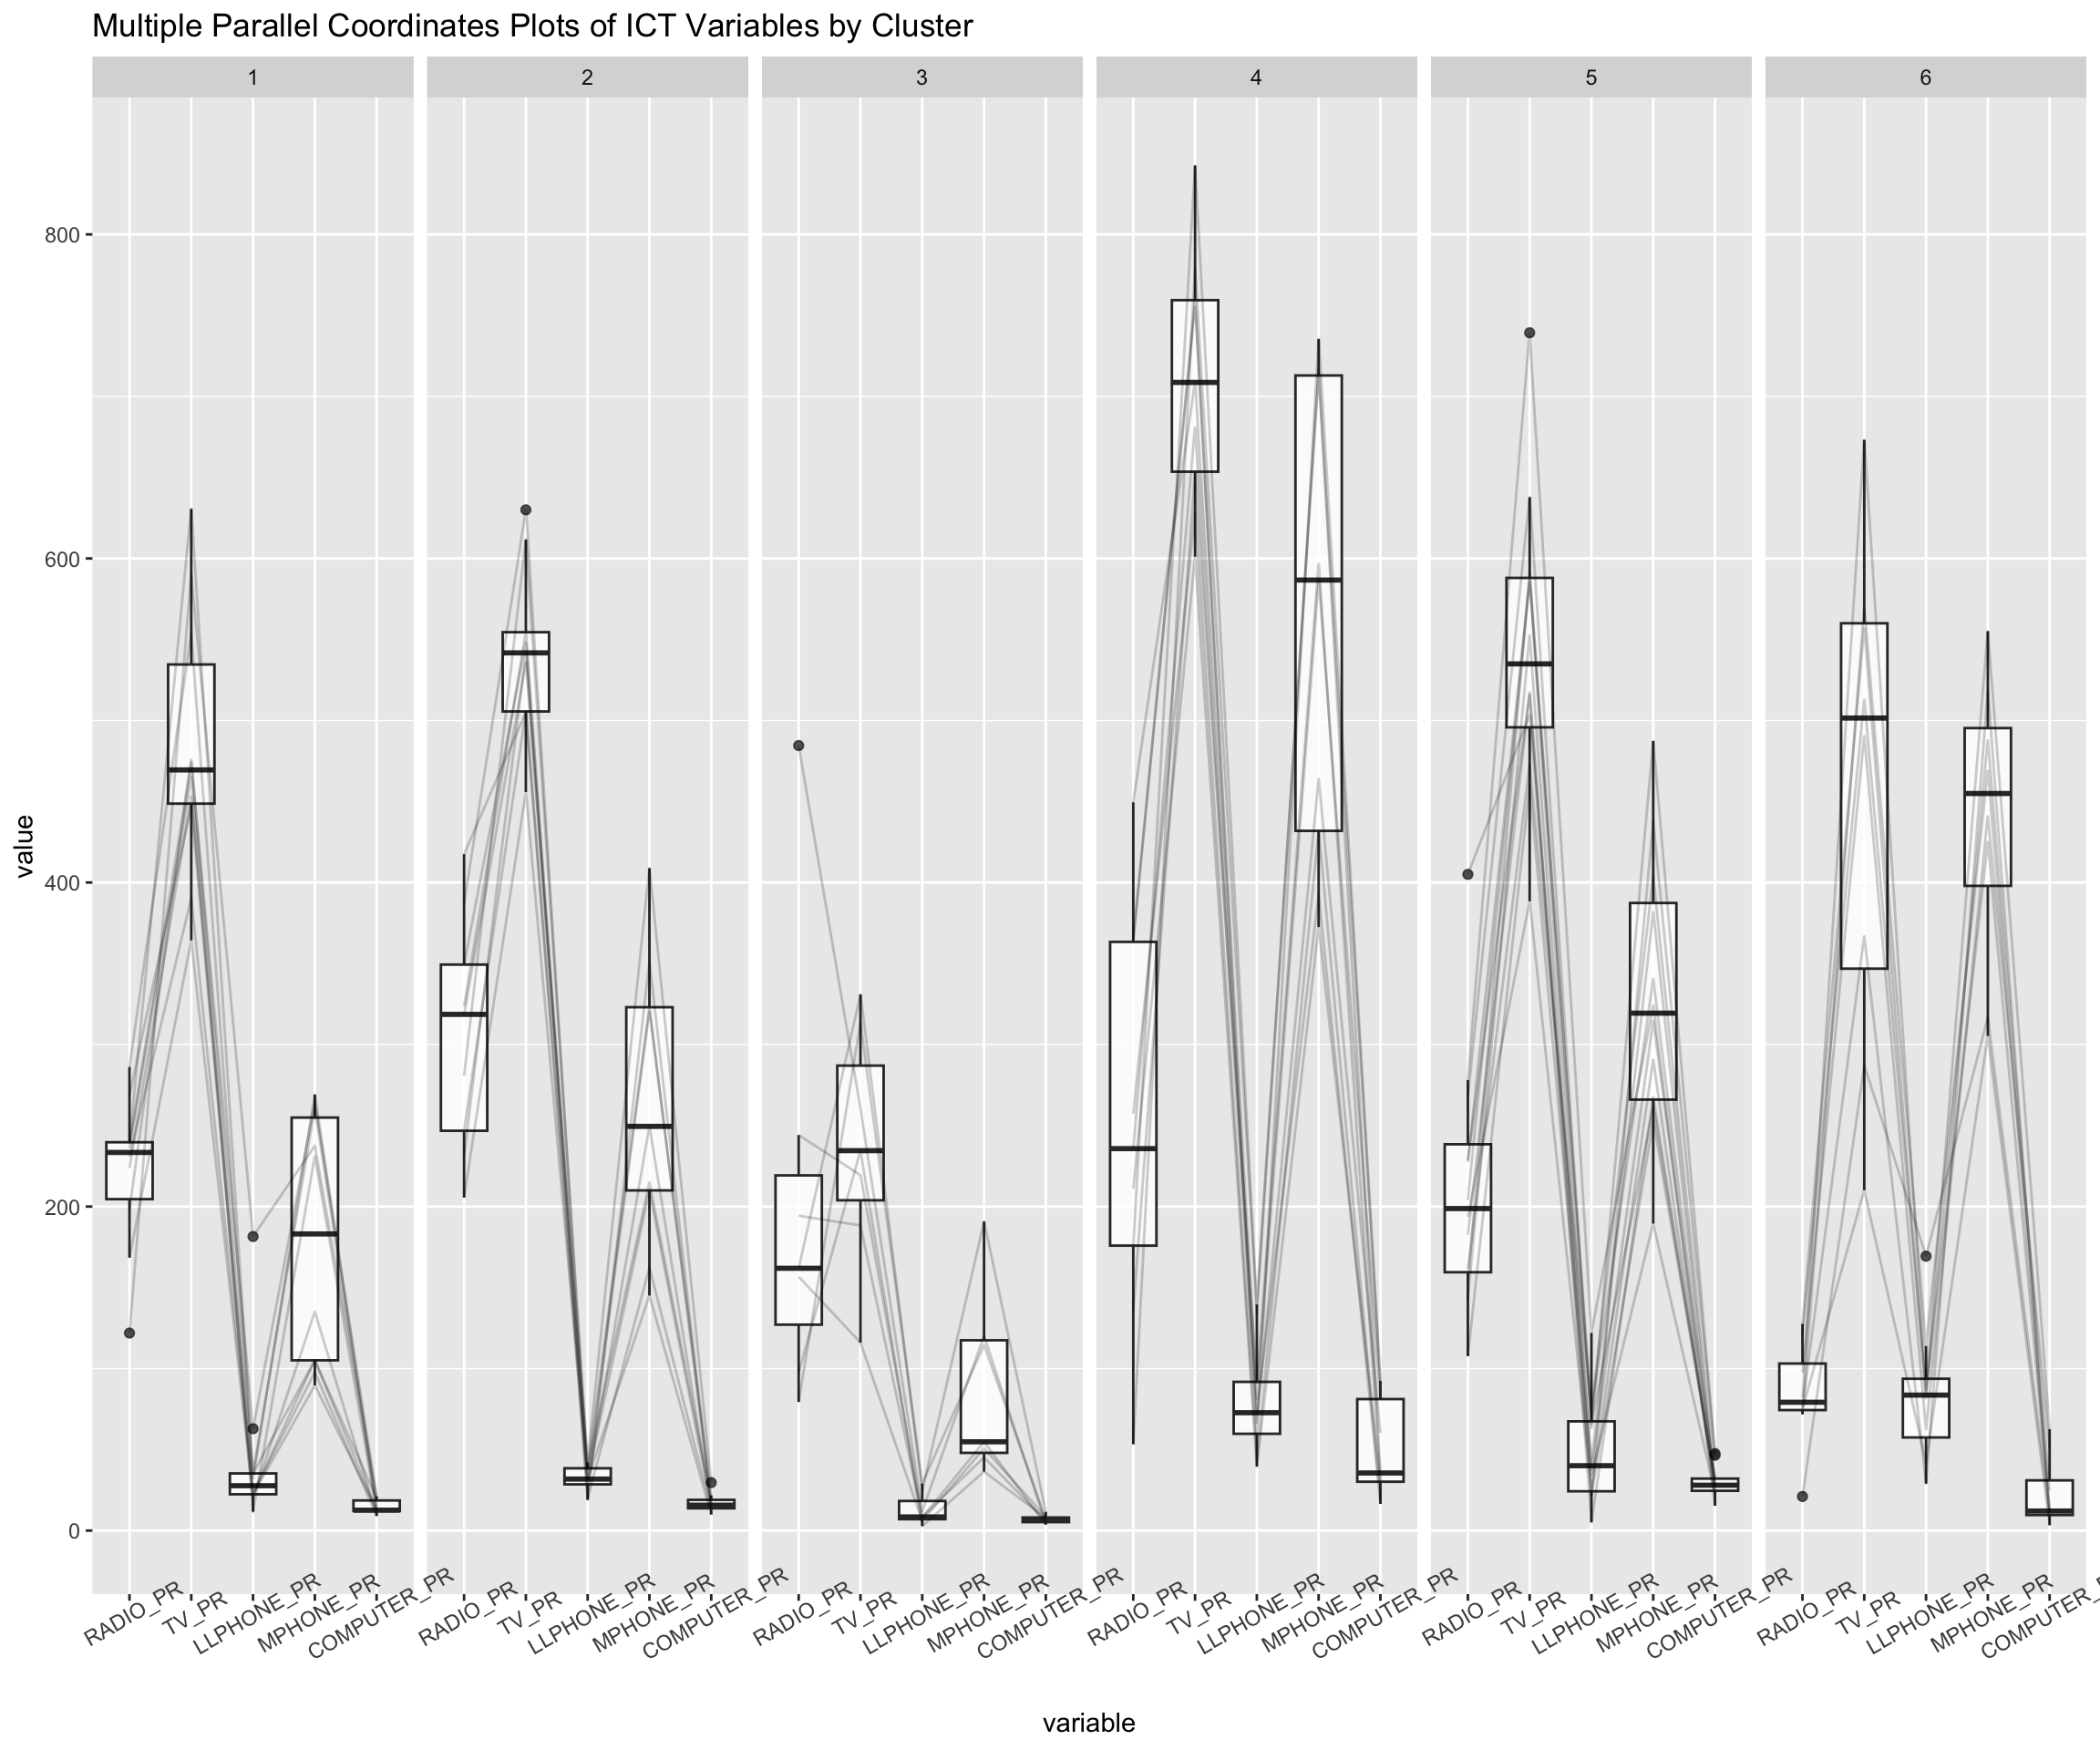 Multiple Parallel Coordinates Plots of ICT Variables by Cluster
1 2 3 4 5 6
800
600
400
200
0
value
RADIO_PR TV_PR LLPHONE_PR MPHONE_PR COMPUTER_PR RADIO_PR TV_PR LLPHONE_PR MPHONE_PR COMPUTER_PR RADIO_PR TV_PR LLPHONE_PR MPHONE_PR COMPUTER_PR RADIO_PR TV_PR LLPHONE_PR MPHONE_PR COMPUTER_PR RADIO_PR TV_PR LLPHONE_PR MPHONE_PR COMPUTER_PR RADIO_PR TV_PR LLPHONE_PR MPHONE_PR COMPUTER_
variable